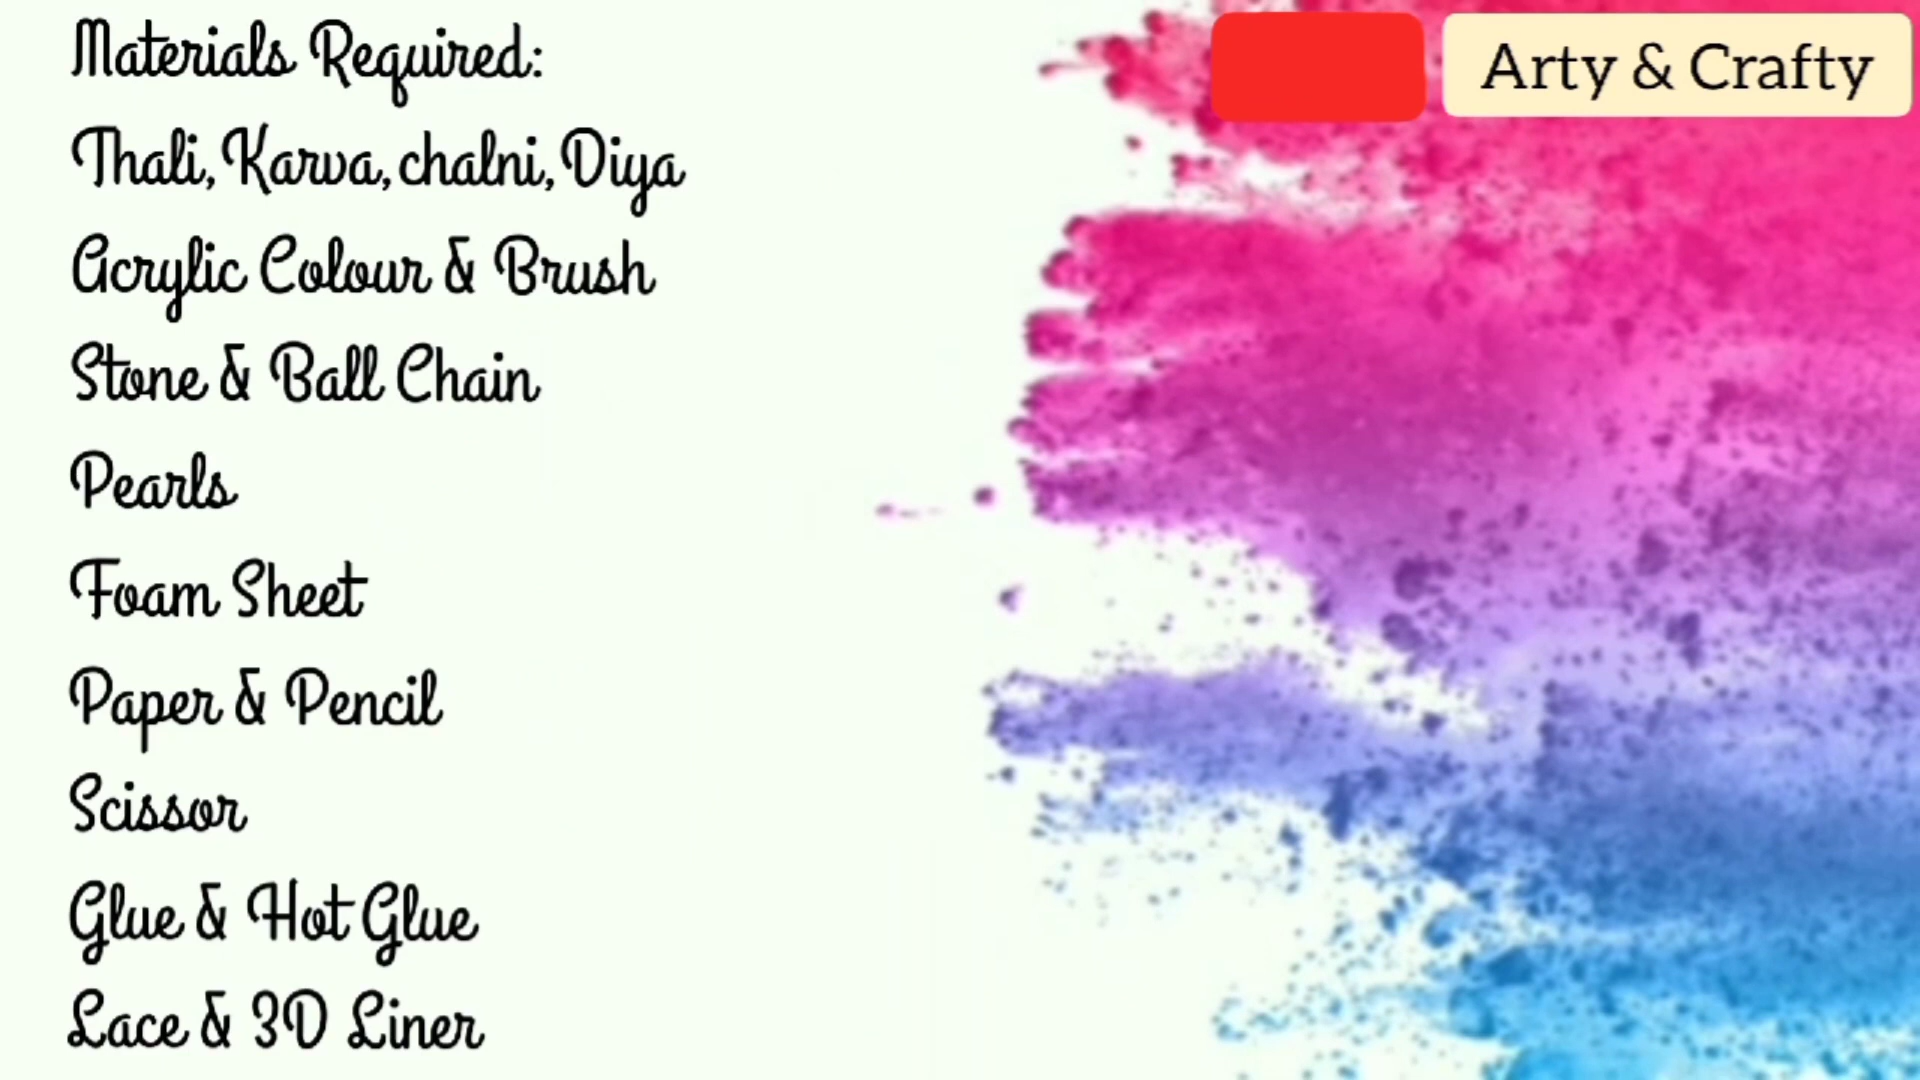 Materials Required:
Arty & Crafty
Thali, Karva, chalni, Diya
Acrylic Colour & Brush
Stone & Ball Chain
Pearls
Foam Sheet
Paper & Pencil
Scissor
Glue & Hot Glue
Lace & 3D Liner